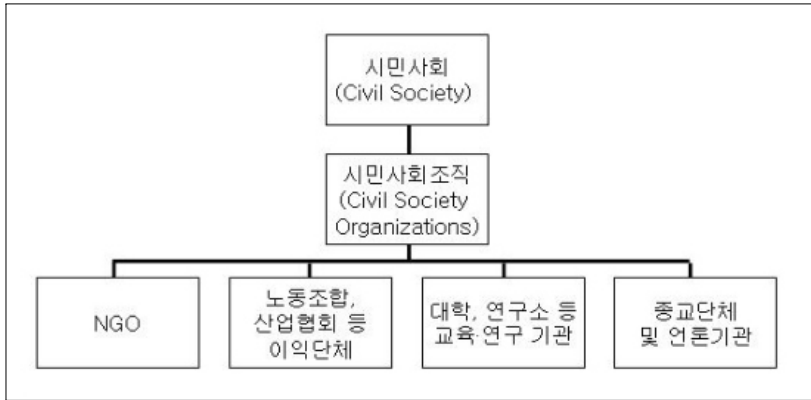 시민사회
(Civil Society)
시민사회조직
(Civil Society
Organizations)
NGO
노동조합,
산업협회 등
이익단체
대학, 연구소 등
교육·연구 기관
종교단체
및 언론기관